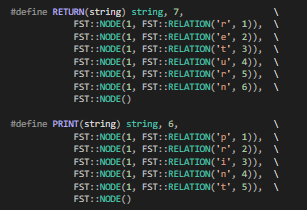 #define RETURN(string) string, 7, \
FST::NODE(1, FST::RELATION('r', 1)), \
FST::NODE(1, FST::RELATION('e', 2)), \
FST::NODE(1, FST::RELATION('t', 3)), \
FST::NODE(1, FST::RELATION('u', 4)), \
FST::NODE(1, FST::RELATION('r', 5)), \
FST::NODE(1, FST::RELATION('n', 6)), \
FST::NODE()
#define PRINT(string) string, 6, \
FST::NODE(1, FST::RELATION('p', 1)), \
FST::NODE(1, FST::RELATION('r', 2)), \
FST::NODE(1, FST::RELATION('i', 3)), \
FST::NODE(1, FST::RELATION('n', 4)), \
FST::NODE(1, FST::RELATION('t', 5)), \
FST::NODE()